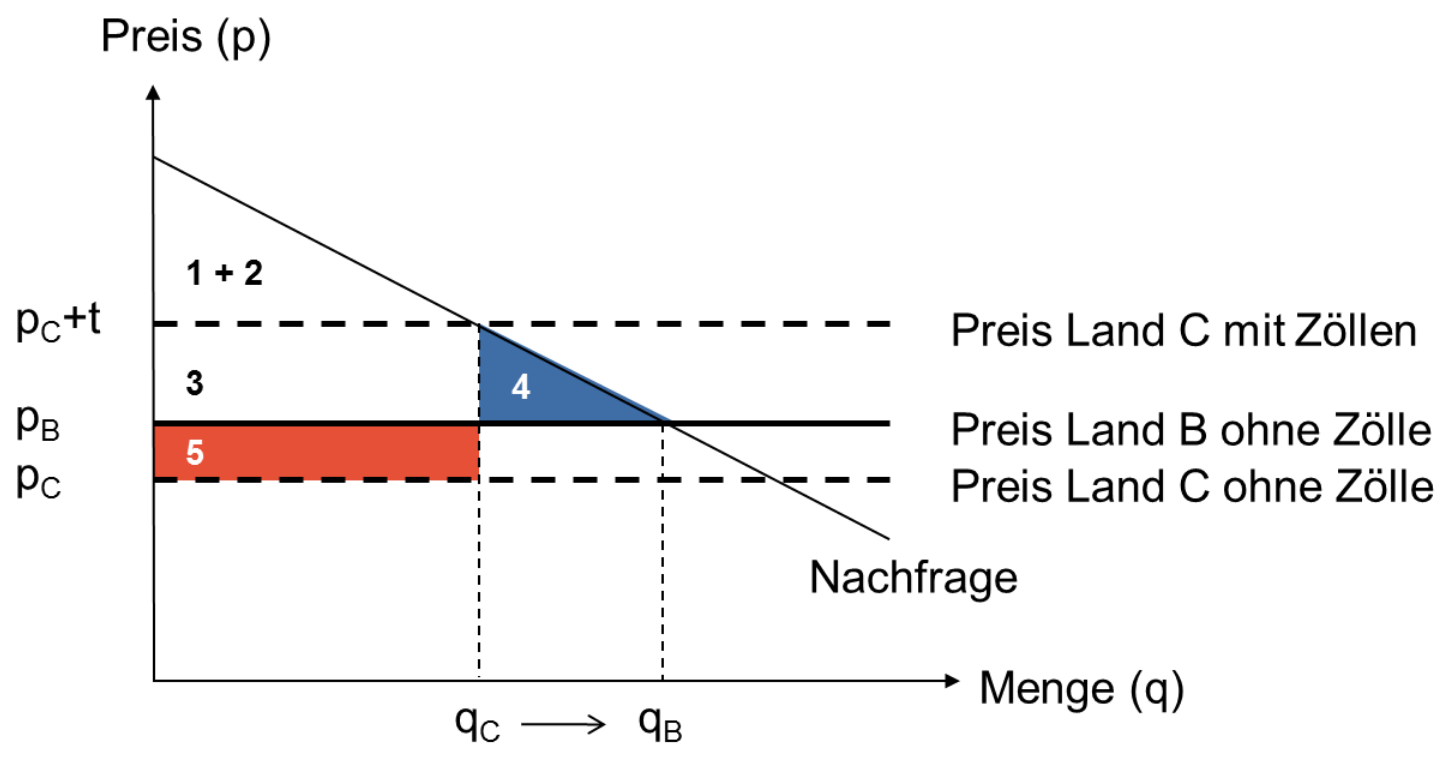 Preis (p)
1 + 2
p_C+t
Preis Land C mit Zöllen
3
4
p_B
Preis Land B ohne Zölle
5
p_C
Preis Land C ohne Zölle
Nachfrage
Menge (q)
q_C → q_B